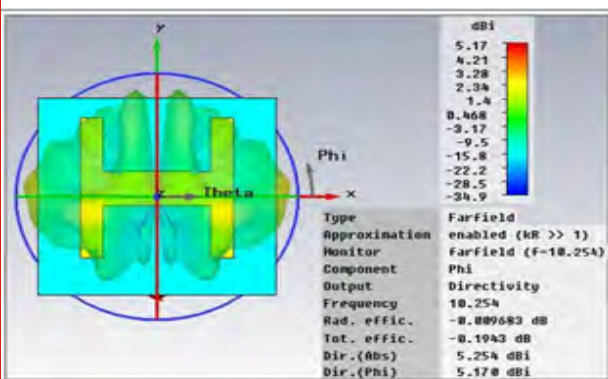 y
dBi
5.17
4.21
3.28
2.34
1.4
0.468
-3.17
-9.5
-15.8
-22.2
-28.5
-34.9
Phi
z Theta x
Type Farfield
Approximation enabled (kR >> 1)
Monitor farfield (f=10.254)
Component Phi
Output Directivity
Frequency 10.254
Rad. effic. -0.009683 dB
Tot. effic. -0.1943 dB
Dir.(Abs) 5.254 dBi
Dir.(Phi) 5.170 dBi